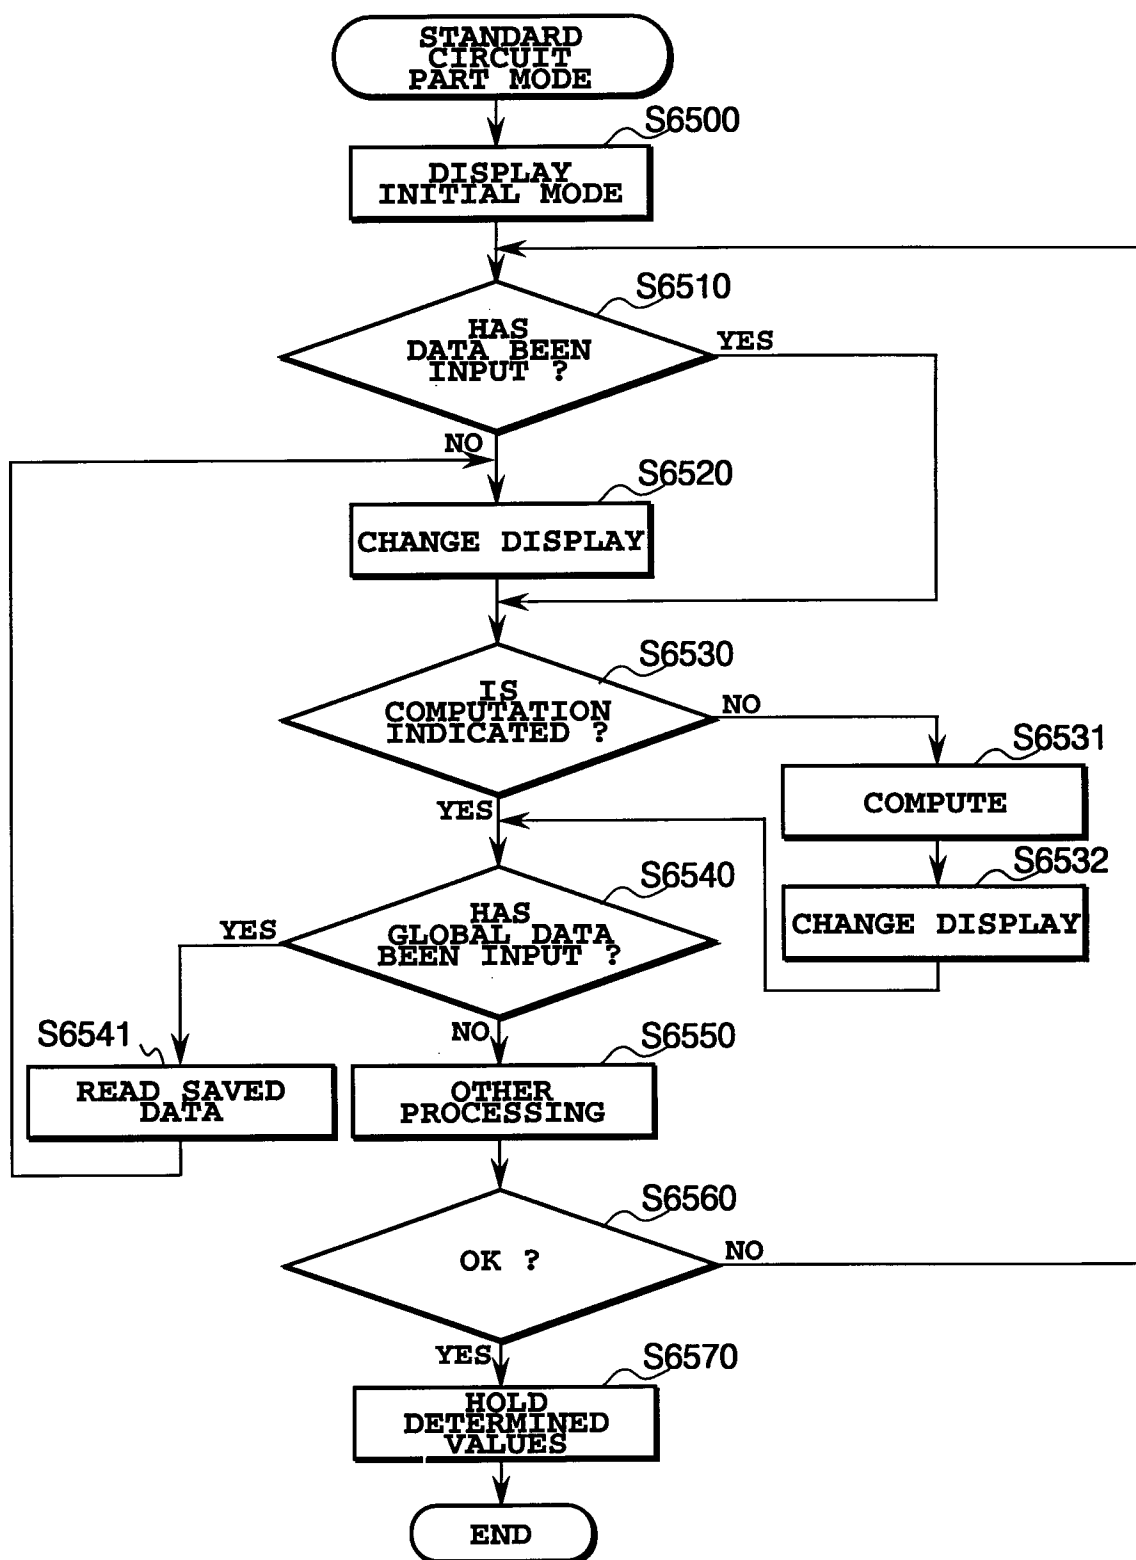 STANDARD
CIRCUIT
PART MODE
S6500
DISPLAY
INITIAL MODE
S6510
HAS
DATA BEEN
INPUT ?
YES
NO
S6520
CHANGE DISPLAY
S6530
IS
COMPUTATION
INDICATED ?
NO
S6531
COMPUTE
YES
S6532
CHANGE DISPLAY
S6540
HAS
GLOBAL DATA
BEEN INPUT ?
YES
NO
S6541
READ SAVED
DATA
S6550
OTHER
PROCESSING
S6560
OK ?
NO
YES
S6570
HOLD
DETERMINED
VALUES
END